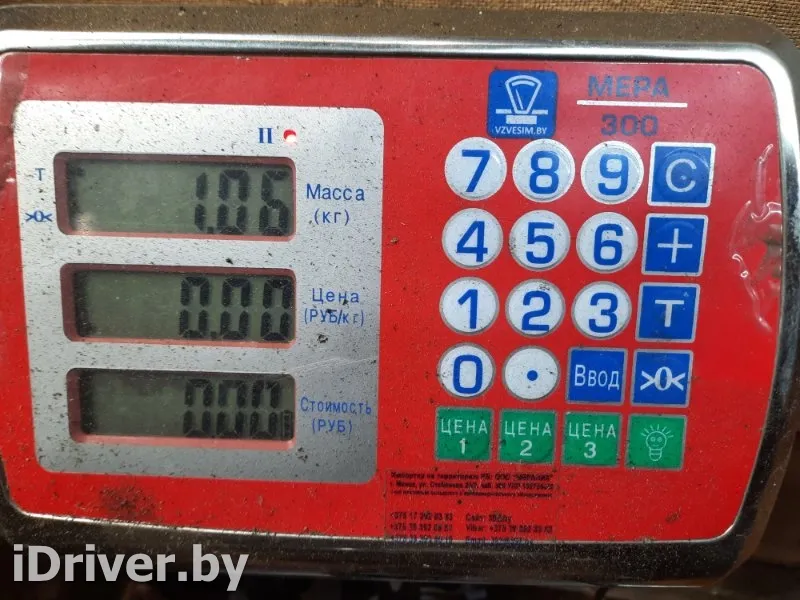 МЕРА
300
VZVESIM.BY
II
T
>0<
1.06
Масса
(кг)
0.00
Цена
(РУБ/кг)
0.00
Стоимость
(РУБ)
7 8 9 C
4 5 6 +
1 2 3 T
0 . Ввод >0<
ЦЕНА 1
ЦЕНА 2
ЦЕНА 3
iDriver.by